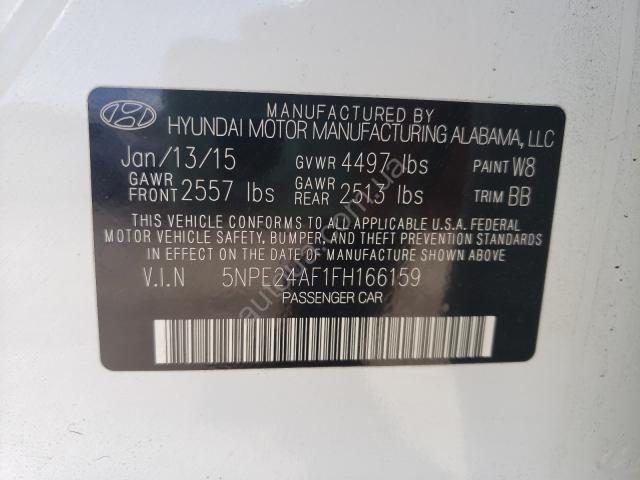 MANUFACTURED BY
HYUNDAI MOTOR MANUFACTURING ALABAMA, LLC
Jan/13/15 GVWR 4497 lbs PAINT W8
GAWR FRONT 2557 lbs GAWR REAR 2513 lbs TRIM BB
THIS VEHICLE CONFORMS TO ALL APPLICABLE U.S.A. FEDERAL
MOTOR VEHICLE SAFETY, BUMPER, AND THEFT PREVENTION STANDARDS
IN EFFECT ON THE DATE OF MANUFACTURE SHOWN ABOVE.
V.I.N 5NPE24AF1FH166159
PASSENGER CAR